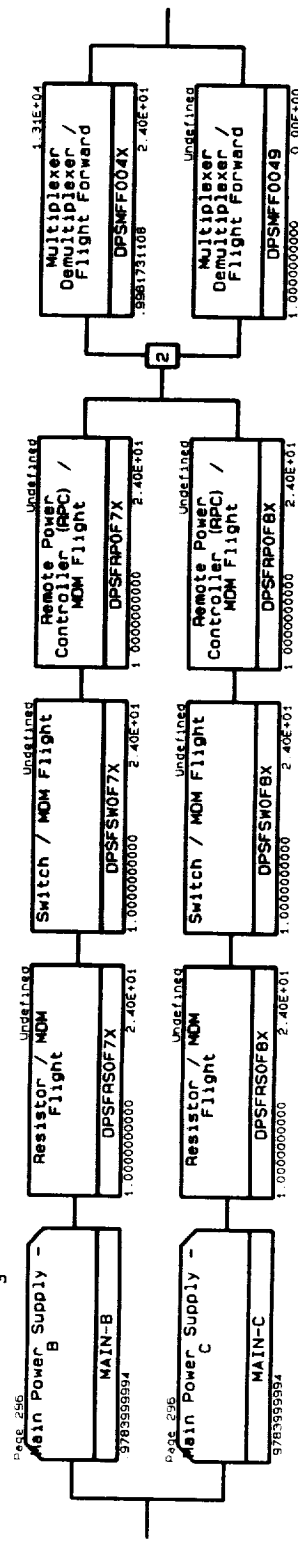 Page 296
Main Power Supply -
B
MAIN-B
.9783999994
Undefined
Resistor / MDM
Flight
DPSFRS0F7X
1.0000000000 2.40E+01
Undefined
Switch / MDM Flight
DPSFSW0F7X
1.0000000000 2.40E+01
Undefined
Remote Power
Controller (RPC) /
MDM Flight
DPSFRP0F7X
1.0000000000 2.40E+01
1.31E+04
Multiplexer
Demultiplexer /
Flight Forward
DPSMFF004X
.9981731108 2.40E+01
2
Page 296
Main Power Supply -
C
MAIN-C
.9783999994
Undefined
Resistor / MDM
Flight
DPSFRS0F8X
1.0000000000 2.40E+01
Undefined
Switch / MDM Flight
DPSFSW0F8X
1.0000000000 2.40E+01
Undefined
Remote Power
Controller (RPC) /
MDM Flight
DPSFRP0F8X
1.0000000000 2.40E+01
Undefined
Multiplexer
Demultiplexer /
Flight Forward
DPSMFF0049
1.0000000000 0.00E+00